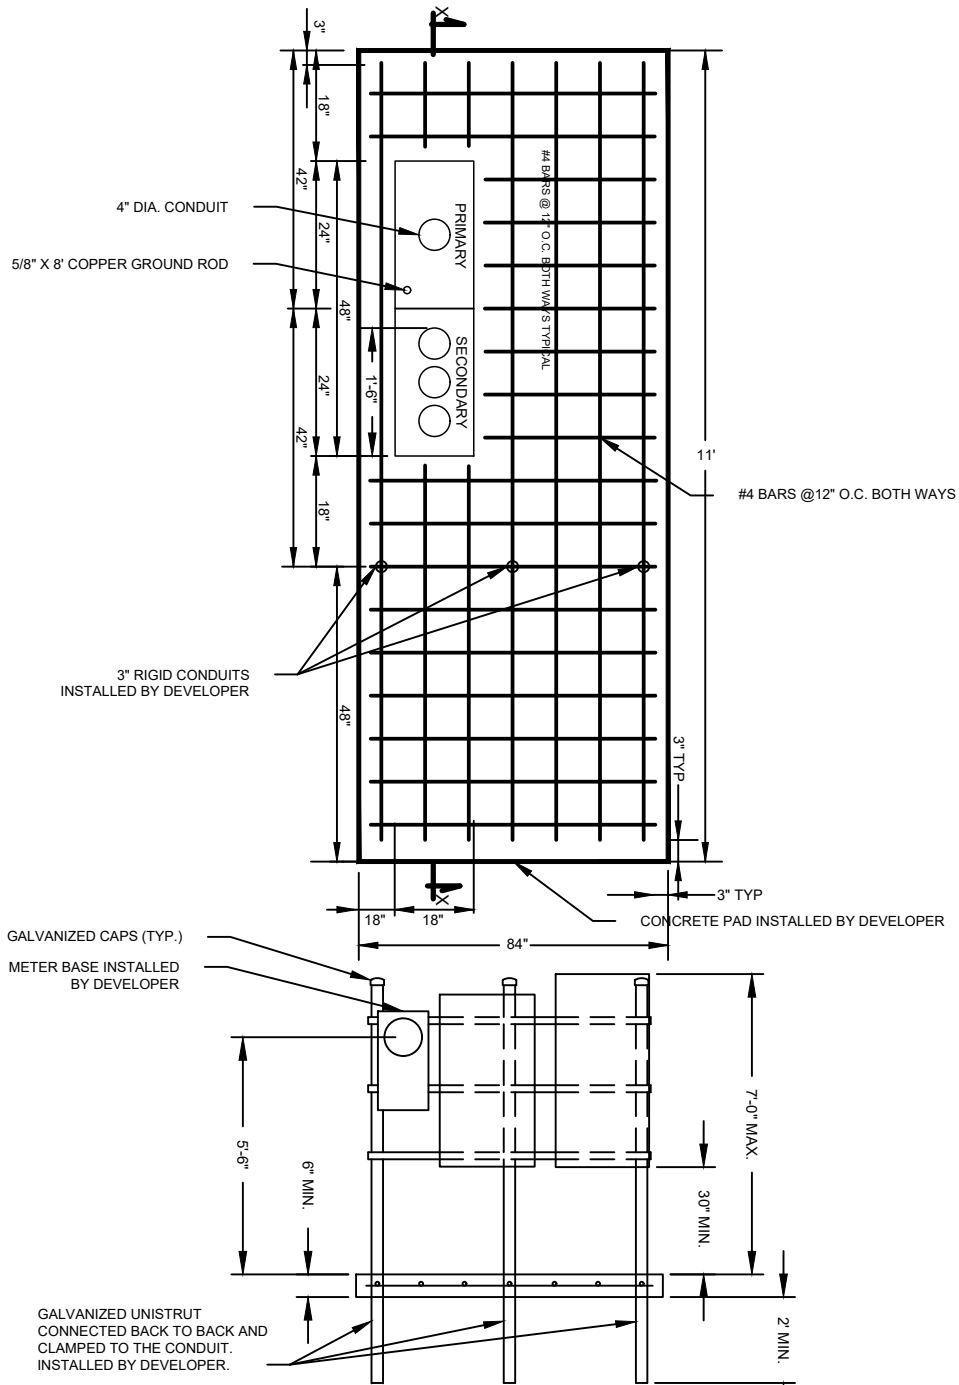 X
3"
18"
42"
4" DIA. CONDUIT
24"
PRIMARY
#4 BARS @ 12" O.C. BOTH WAYS TYPICAL
5/8" X 8' COPPER GROUND ROD
48"
SECONDARY
1'-6"
24"
42"
11'
#4 BARS @12" O.C. BOTH WAYS
18"
3" RIGID CONDUITS
INSTALLED BY DEVELOPER
48"
3" TYP
X
3" TYP
18"
18"
CONCRETE PAD INSTALLED BY DEVELOPER
84"
GALVANIZED CAPS (TYP.)
METER BASE INSTALLED
BY DEVELOPER
7'-0" MAX.
5'-6"
6" MIN.
30" MIN.
GALVANIZED UNISTRUT
CONNECTED BACK TO BACK AND
CLAMPED TO THE CONDUIT.
INSTALLED BY DEVELOPER.
2' MIN.